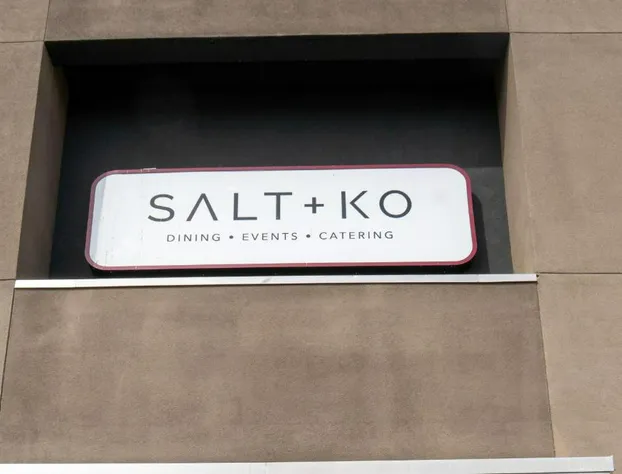 SALT+KO
DINING • EVENTS • CATERING